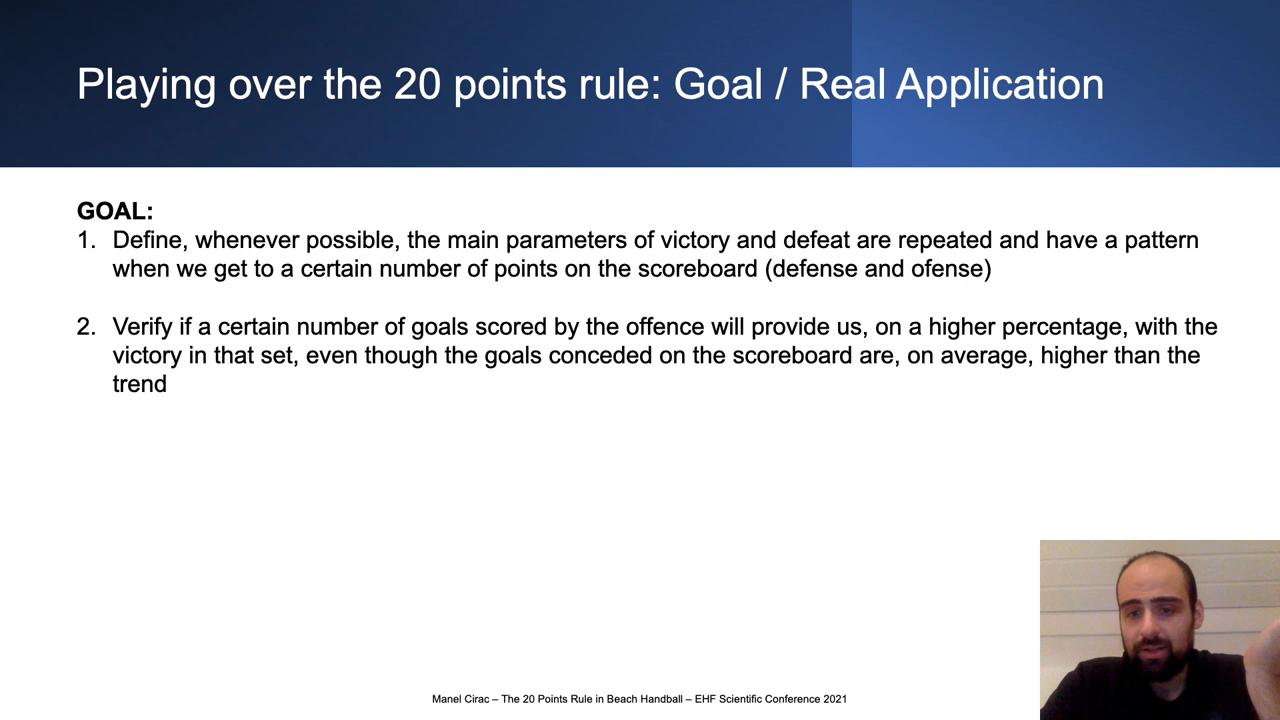 Playing over the 20 points rule: Goal / Real Application
GOAL:
1. Define, whenever possible, the main parameters of victory and defeat are repeated and have a pattern
when we get to a certain number of points on the scoreboard (defense and ofense)
2. Verify if a certain number of goals scored by the offence will provide us, on a higher percentage, with the
victory in that set, even though the goals conceded on the scoreboard are, on average, higher than the
trend
Manel Cirac – The 20 Points Rule in Beach Handball – EHF Scientific Conference 2021